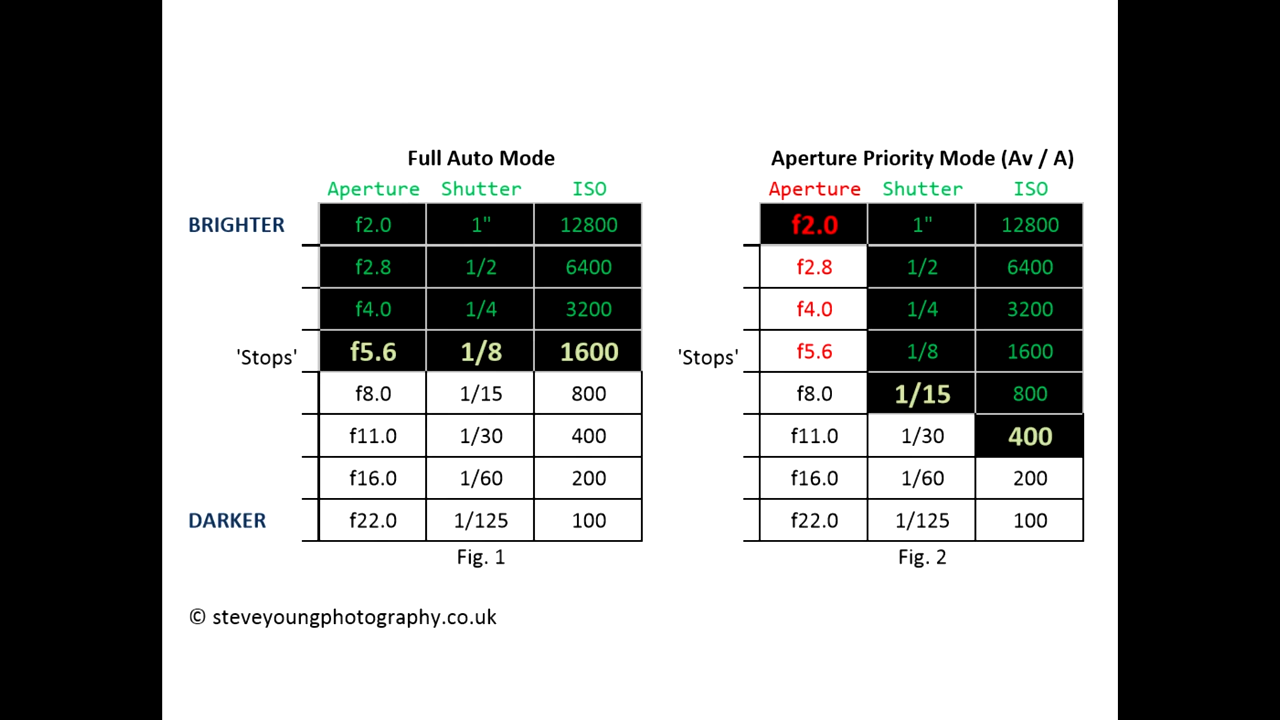 Full Auto Mode Aperture Priority Mode (Av / A)
Aperture Shutter ISO Aperture Shutter ISO
BRIGHTER f2.0 1" 12800 f2.0 1" 12800
f2.8 1/2 6400 f2.8 1/2 6400
f4.0 1/4 3200 f4.0 1/4 3200
'Stops' f5.6 1/8 1600 'Stops' f5.6 1/8 1600
f8.0 1/15 800 f8.0 1/15 800
f11.0 1/30 400 f11.0 1/30 400
f16.0 1/60 200 f16.0 1/60 200
DARKER f22.0 1/125 100 f22.0 1/125 100
Fig. 1 Fig. 2
© steveyoungphotography.co.uk